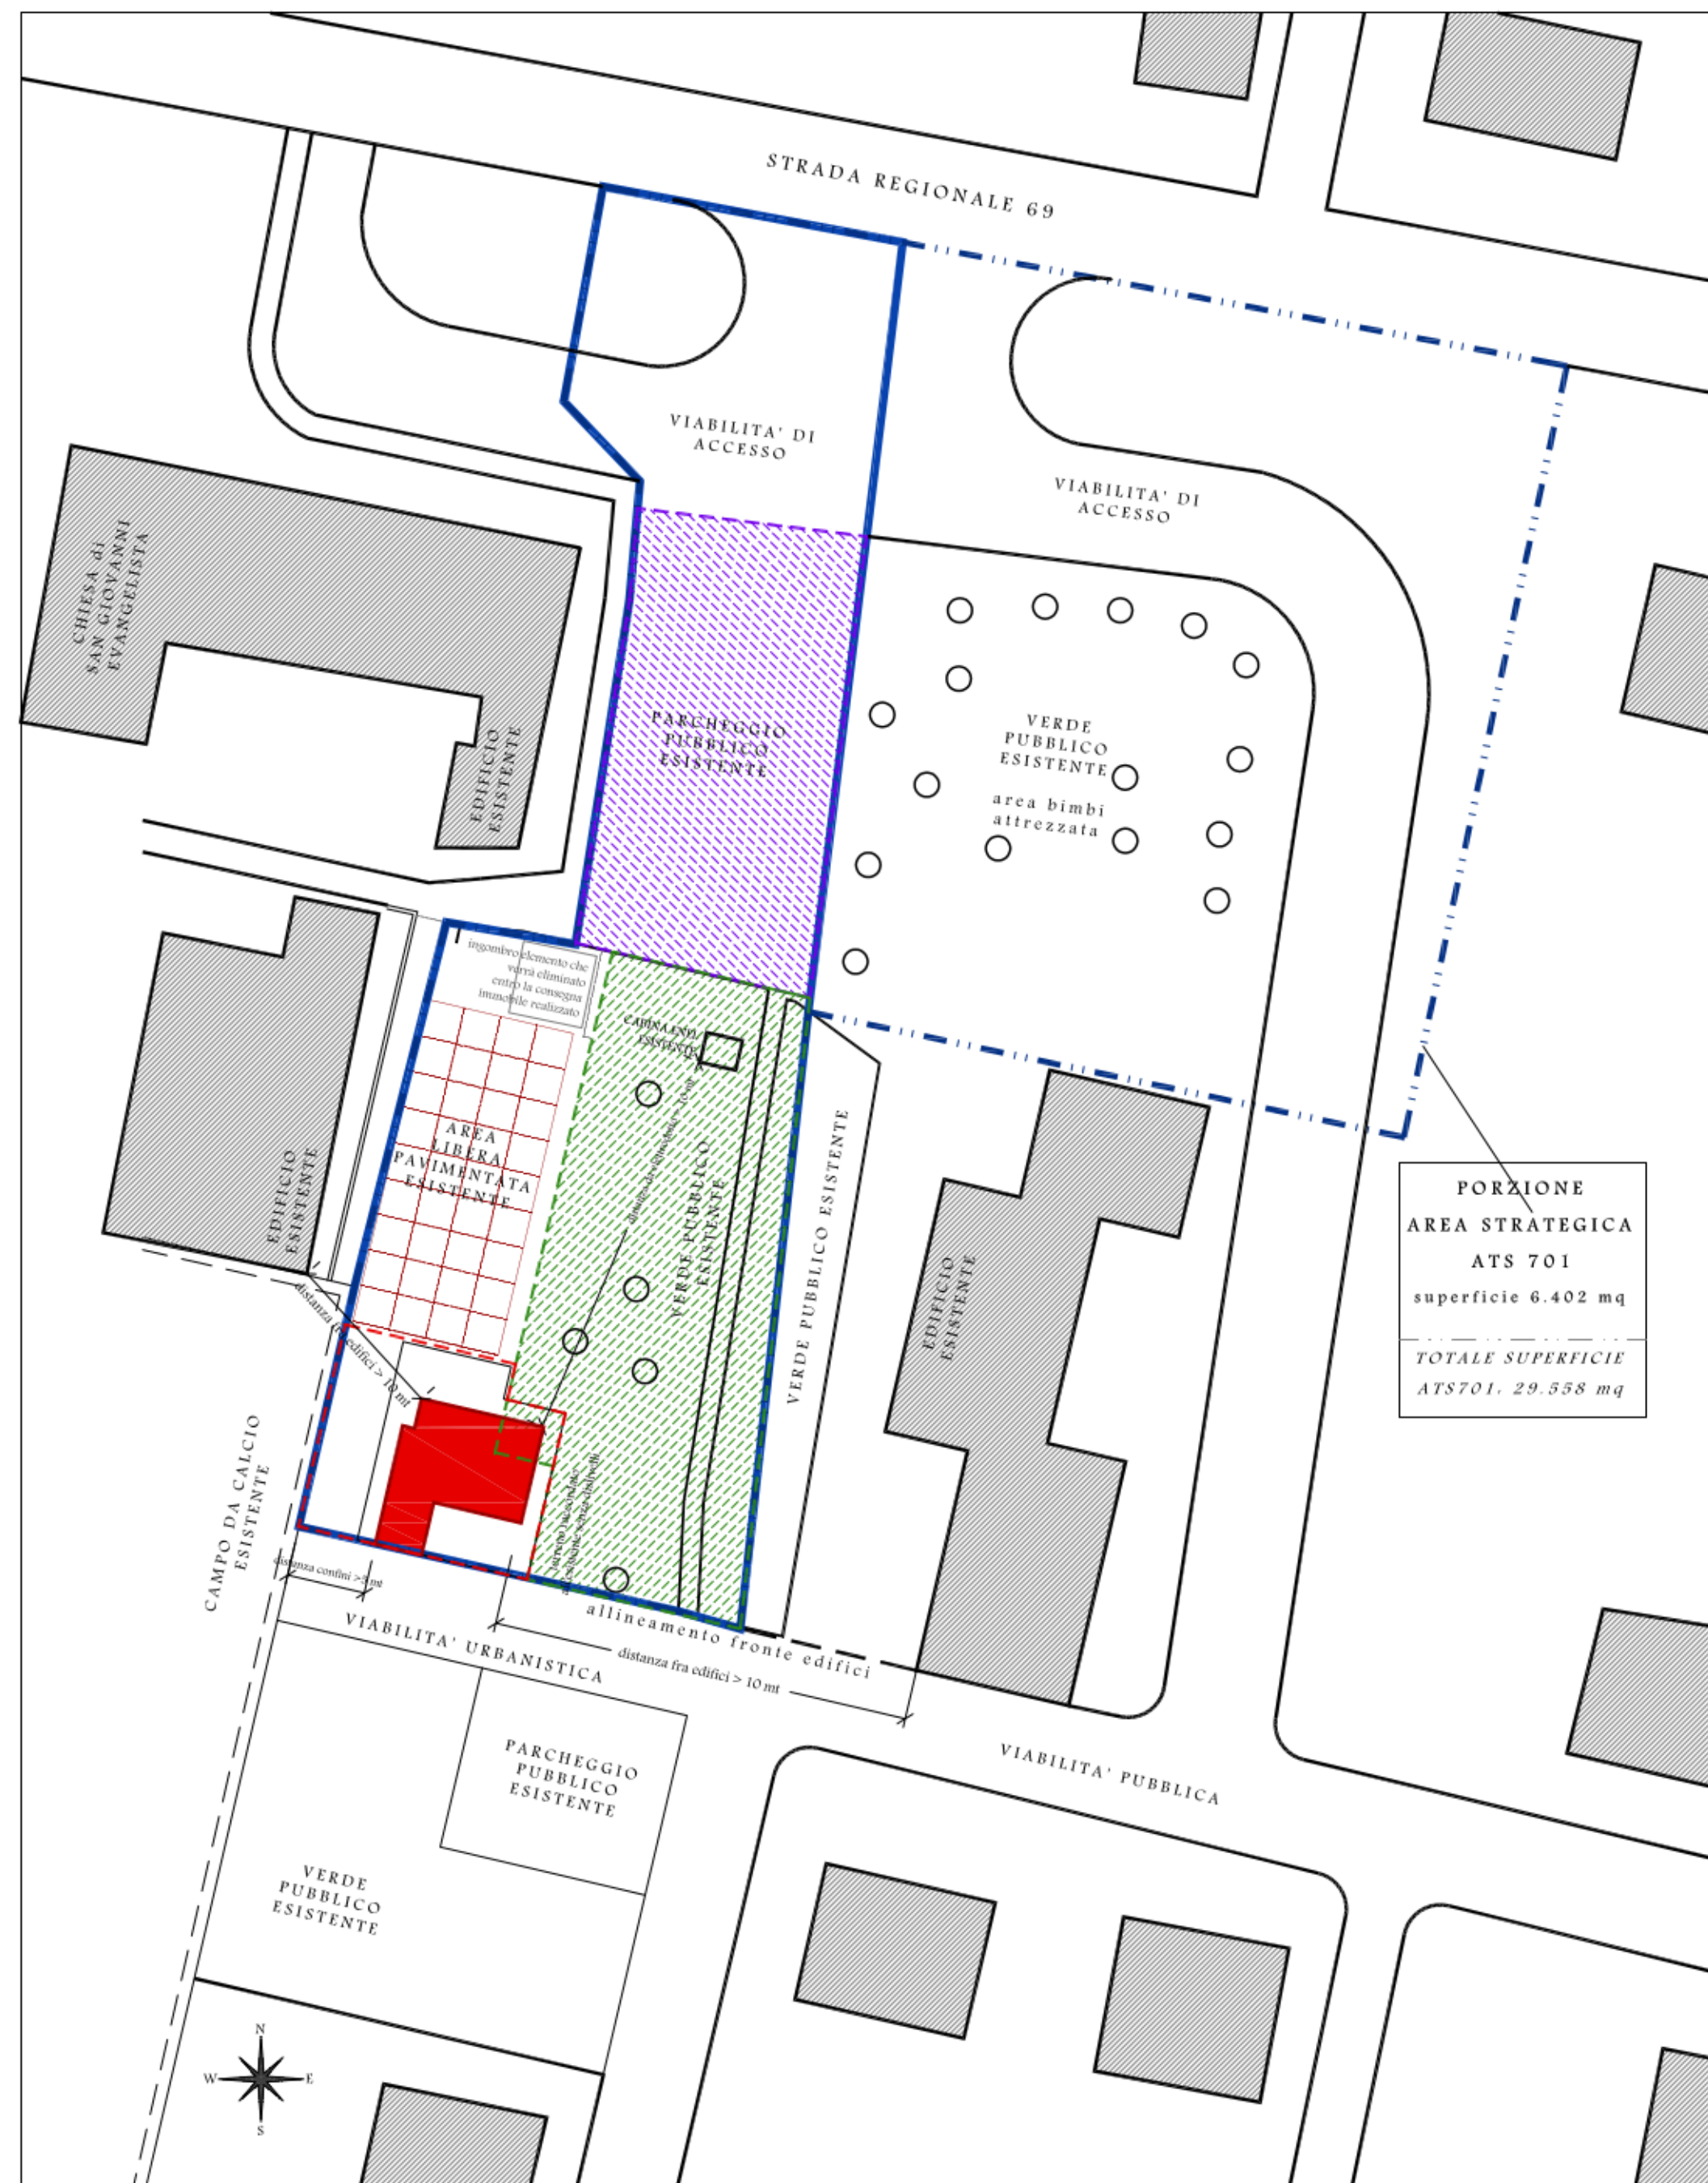 STRADA REGIONALE 69
VIABILITA' DI
ACCESSO
VIABILITA' DI
ACCESSO
CHIESA di
SAN GIOVANNI
EVANGELISTA
EDIFICIO
ESISTENTE
PARCHEGGIO
PUBBLICO
ESISTENTE
VERDE
PUBBLICO
ESISTENTE
area bimbi
attrezzata
ingombro elemento che
verrà eliminato
entro la consegna
immobile realizzato
CABINA ENEL
ESISTENTE
AREA
LIBERA
PAVIMENTATA
ESISTENTE
EDIFICIO
ESISTENTE
VERDE PUBBLICO
ESISTENTE
VERDE PUBBLICO ESISTENTE
EDIFICIO
ESISTENTE
PORZIONE
AREA STRATEGICA
ATS 701
superficie 6.402 mq
TOTALE SUPERFICIE
ATS701. 29.558 mq
distanza fra edifici > 10 mt
CAMPO DA CALCIO
ESISTENTE
distanza confini >5 mt
VIABILITA' URBANISTICA
allineamento fronte edifici
distanza fra edifici > 10 mt
PARCHEGGIO
PUBBLICO
ESISTENTE
VIABILITA' PUBBLICA
VERDE
PUBBLICO
ESISTENTE
N
W E
S